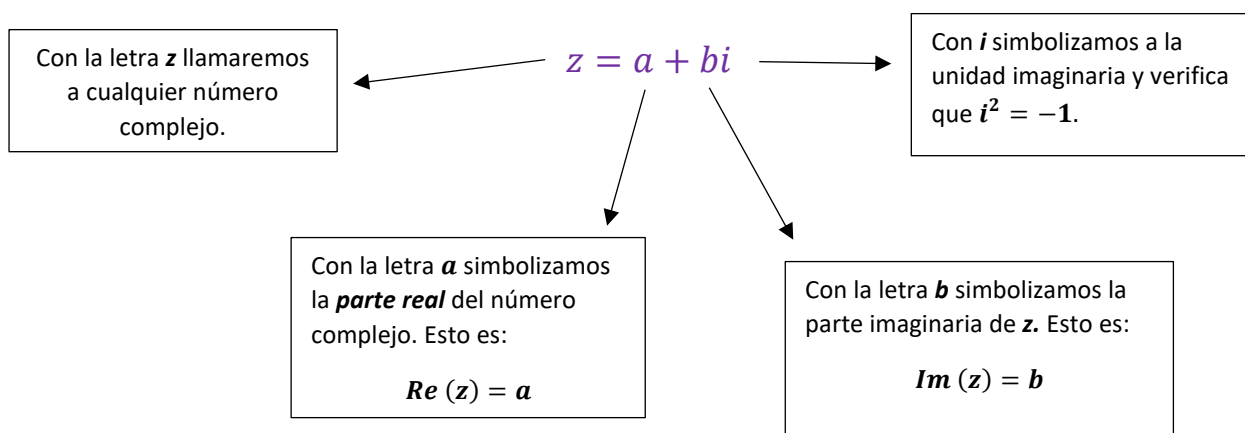 Con la letra z llamaremos
a cualquier número
complejo.
z = a + bi
Con i simbolizamos a la
unidad imaginaria y verifica
que i² = −1.
Con la letra a simbolizamos
la parte real del número
complejo. Esto es:
Re (z) = a
Con la letra b simbolizamos la
parte imaginaria de z. Esto es:
Im (z) = b